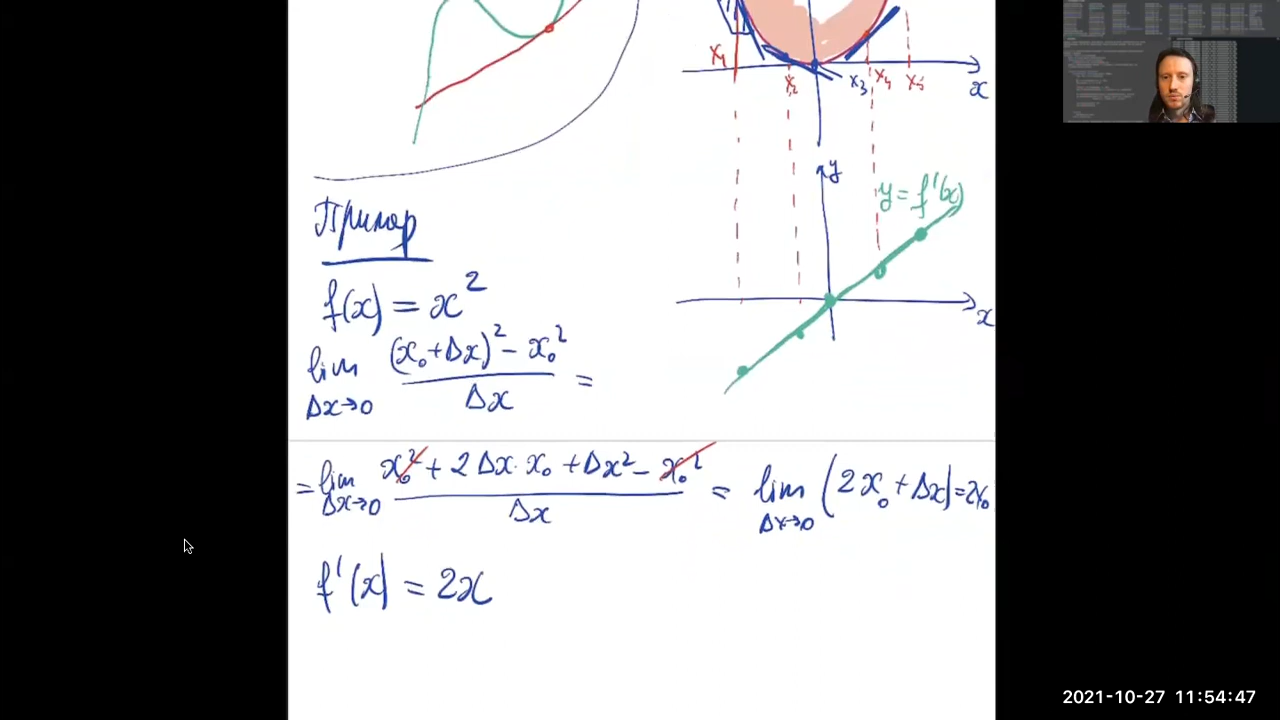 x₁ x₂ x₃ x₄ x₅ x
y
y = f'(x)
x
Пример
f(x) = x²
lim Δx→0 ((x₀+Δx)² − x₀²) / Δx =
= lim Δx→0 (x₀² + 2Δx·x₀ + Δx² − x₀²) / Δx = lim Δx→0 (2x₀ + Δx) = 2x₀
f'(x) = 2x
2021-10-27 11:54:47